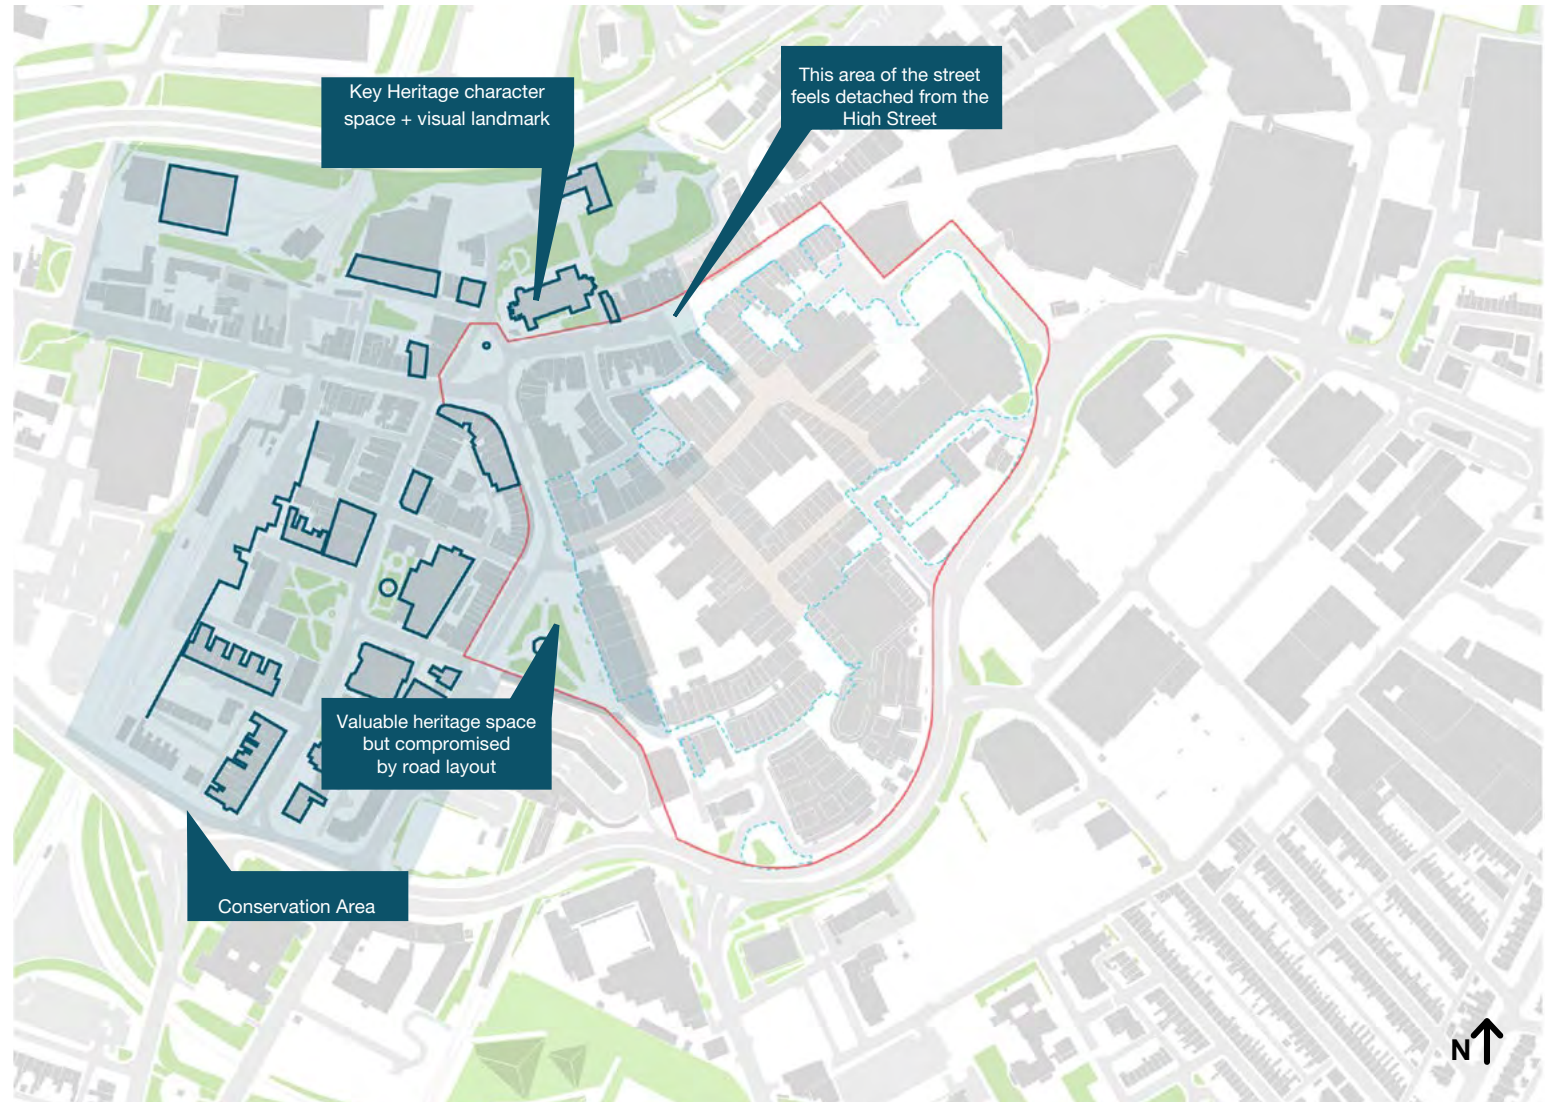 Key Heritage character
space + visual landmark
This area of the street
feels detached from the
High Street
Valuable heritage space
but compromised
by road layout
Conservation Area
N